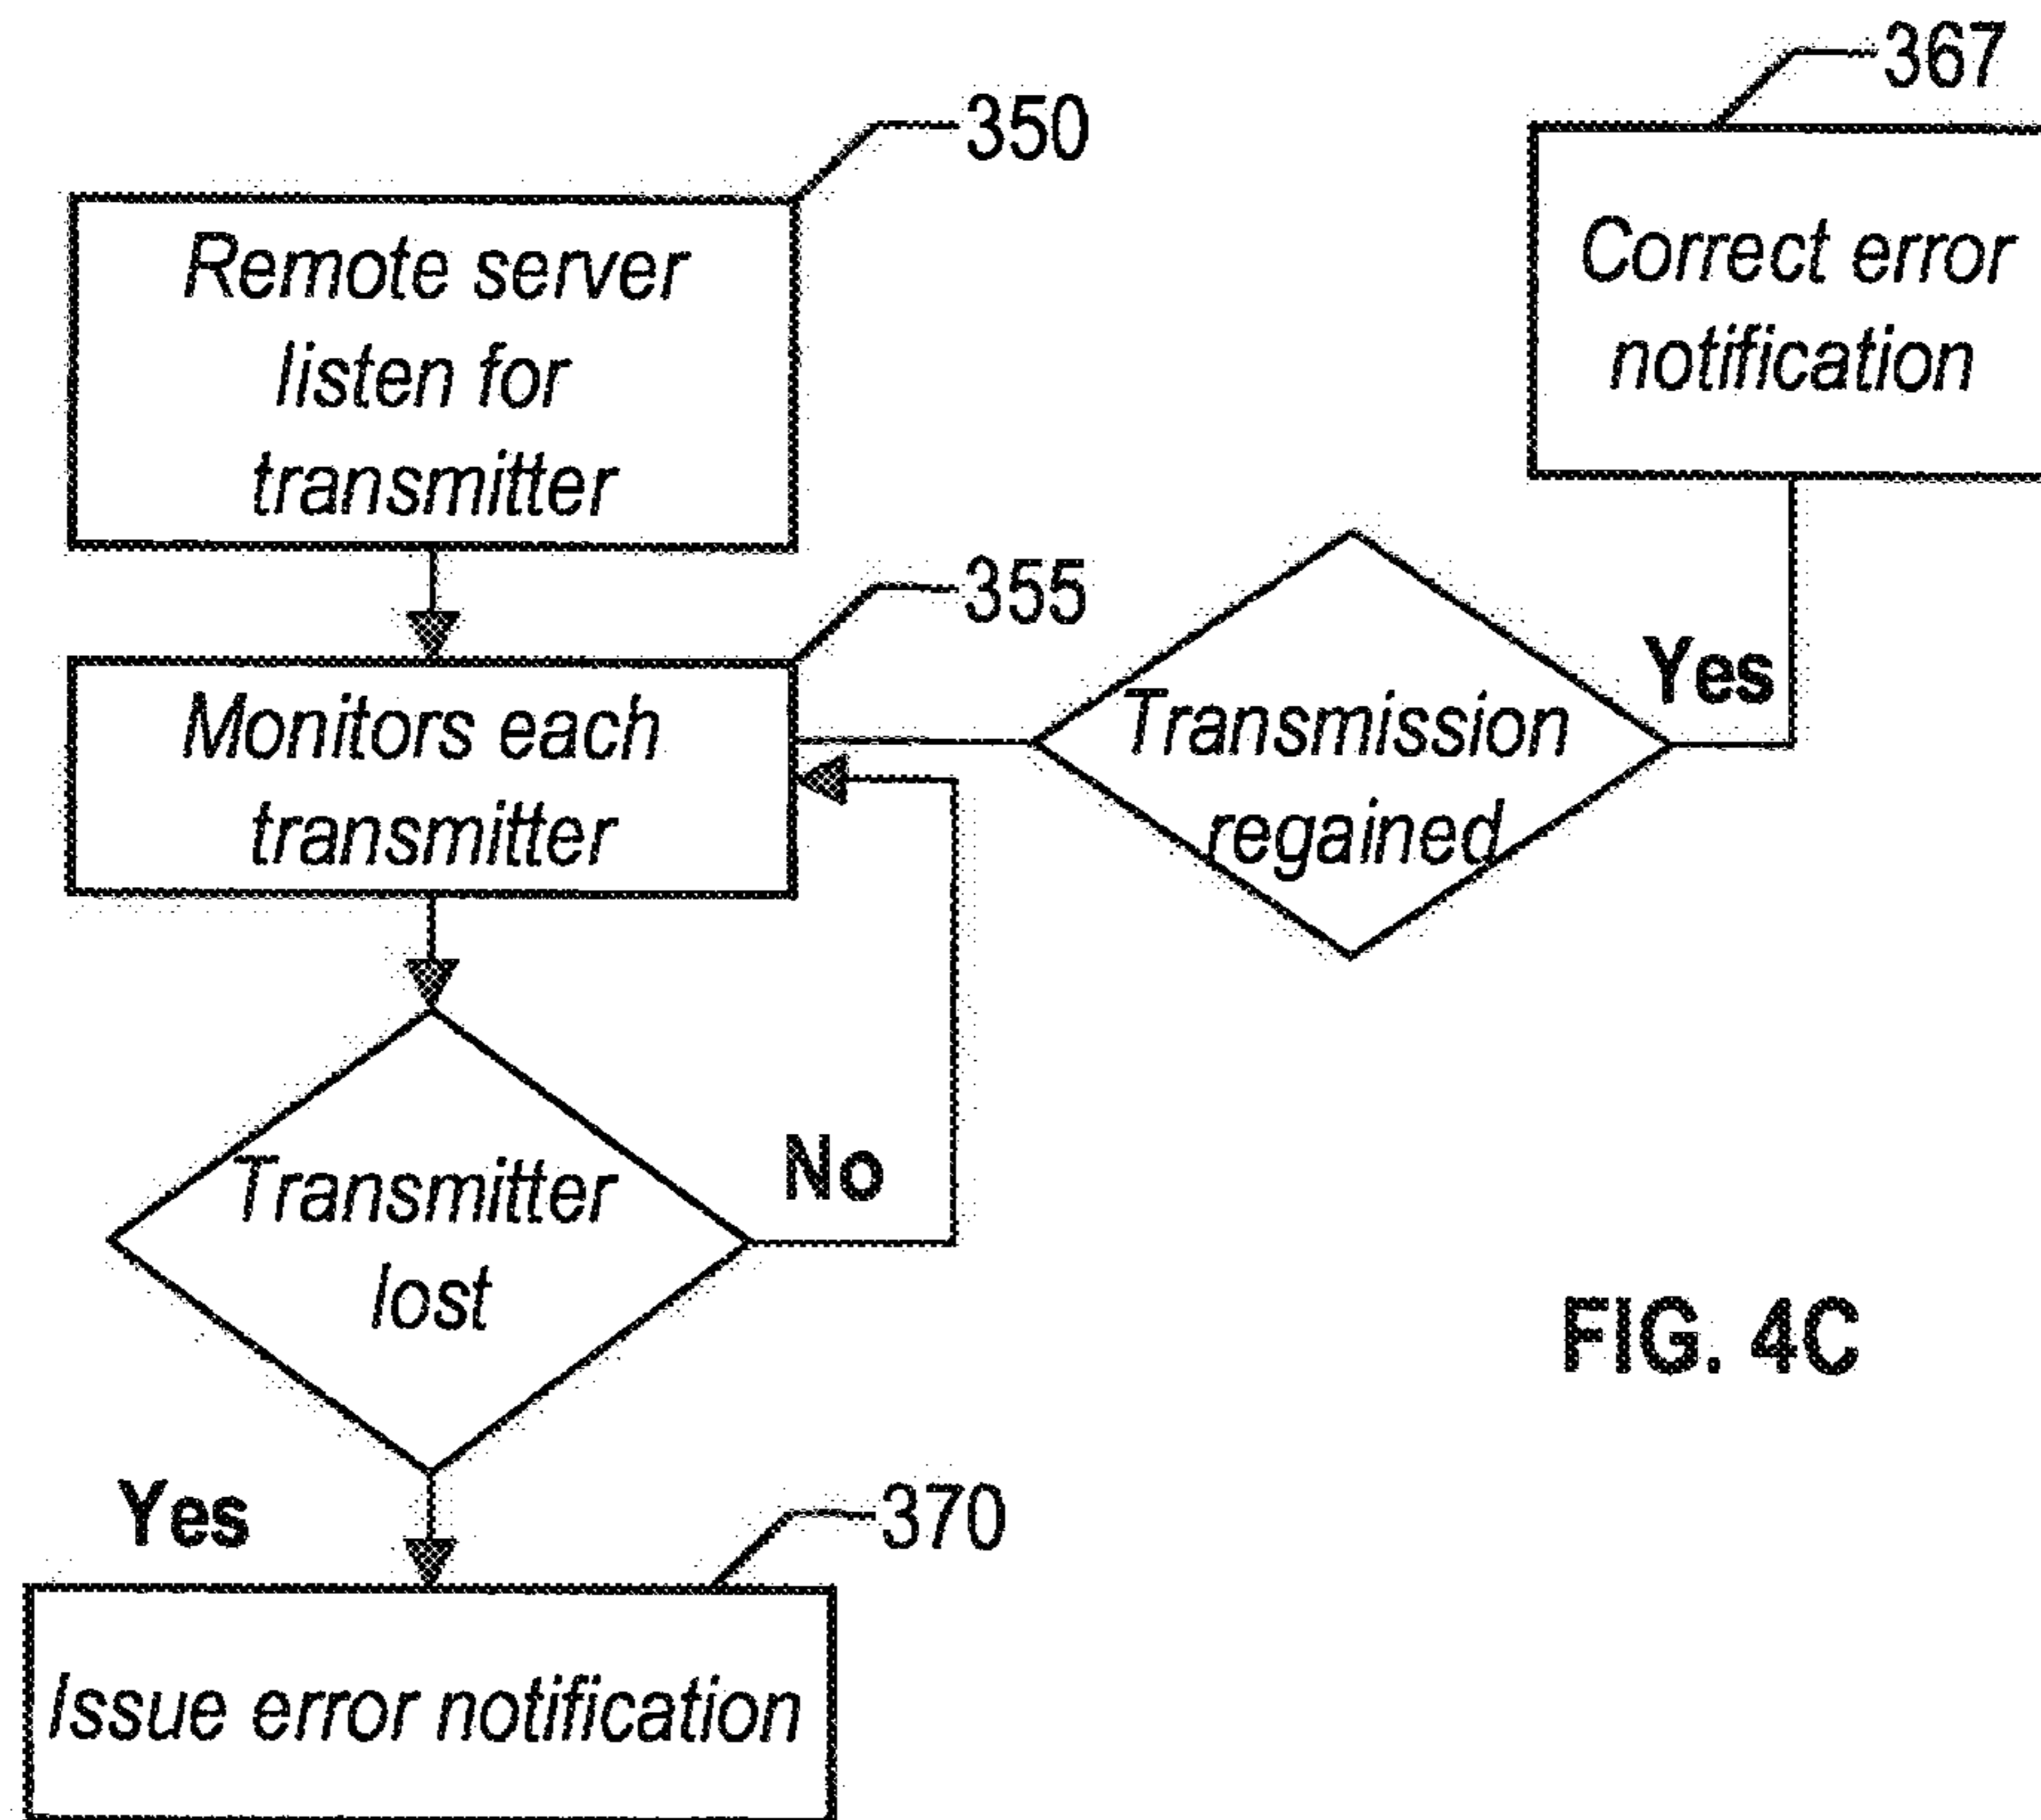 350
Remote server
listen for
transmitter
367
Correct error
notification
355
Monitors each
transmitter
Transmission
regained
Yes
Transmitter
lost
No
Yes
370
Issue error notification
FIG. 4C